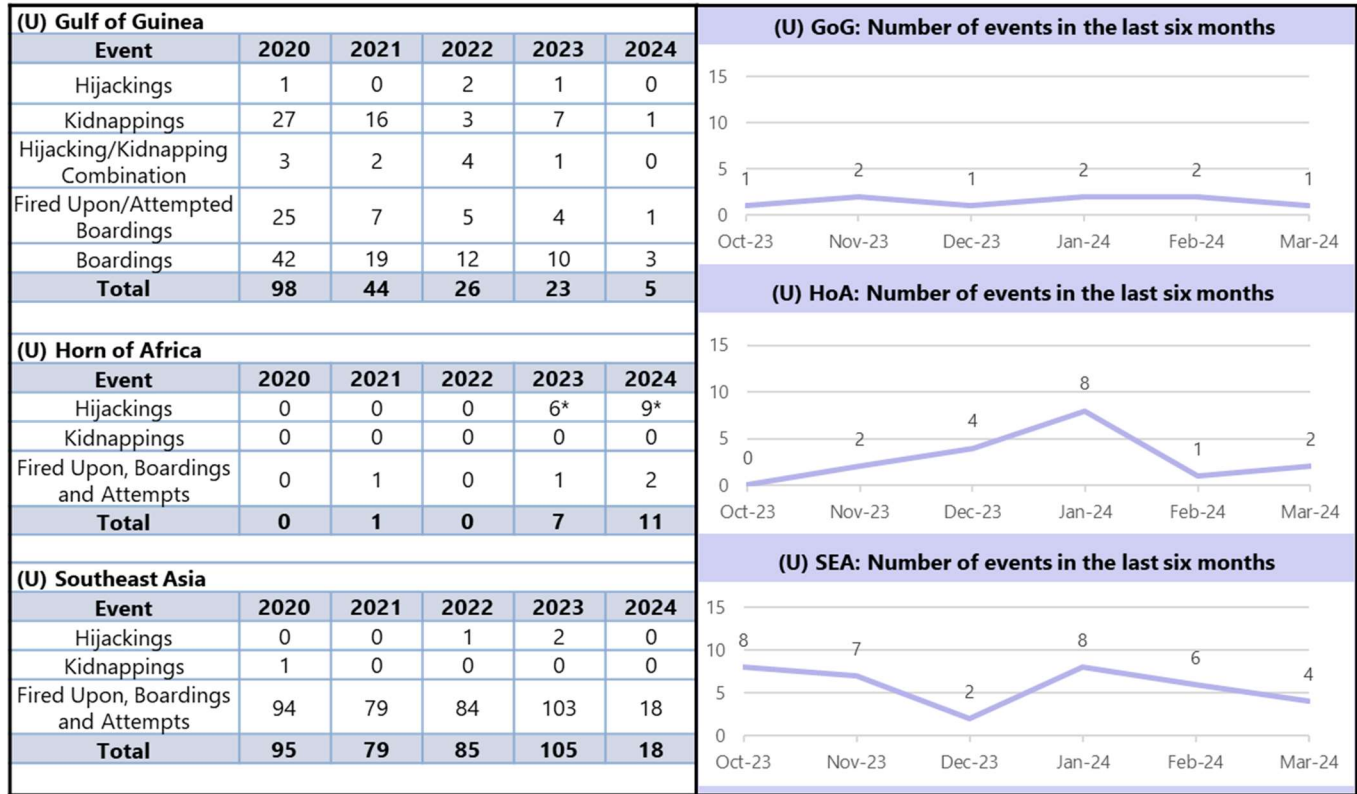 (U) Gulf of Guinea
Event 2020 2021 2022 2023 2024
Hijackings 1 0 2 1 0
Kidnappings 27 16 3 7 1
Hijacking/Kidnapping
Combination 3 2 4 1 0
Fired Upon/Attempted
Boardings 25 7 5 4 1
Boardings 42 19 12 10 3
Total 98 44 26 23 5
(U) Horn of Africa
Event 2020 2021 2022 2023 2024
Hijackings 0 0 0 6* 9*
Kidnappings 0 0 0 0 0
Fired Upon, Boardings
and Attempts 0 1 0 1 2
Total 0 1 0 7 11
(U) Southeast Asia
Event 2020 2021 2022 2023 2024
Hijackings 0 0 1 2 0
Kidnappings 1 0 0 0 0
Fired Upon, Boardings
and Attempts 94 79 84 103 18
Total 95 79 85 105 18
(U) GoG: Number of events in the last six months
15
10
5
0
1 2 1 2 2 1
Oct-23 Nov-23 Dec-23 Jan-24 Feb-24 Mar-24
(U) HoA: Number of events in the last six months
15
10
5
0
0 2 4 8 1 2
Oct-23 Nov-23 Dec-23 Jan-24 Feb-24 Mar-24
(U) SEA: Number of events in the last six months
15
10
5
0
8 7 2 8 6 4
Oct-23 Nov-23 Dec-23 Jan-24 Feb-24 Mar-24